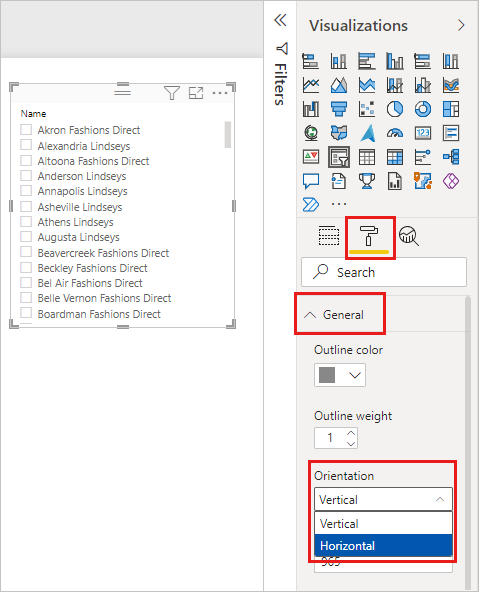 Name
Akron Fashions Direct
Alexandria Lindseys
Altoona Fashions Direct
Anderson Lindseys
Annapolis Lindseys
Asheville Lindseys
Athens Lindseys
Augusta Lindseys
Beavercreek Fashions Direct
Beckley Fashions Direct
Bel Air Fashions Direct
Belle Vernon Fashions Direct
Boardman Fashions Direct
Filters
Visualizations
123
Search
General
Outline color
Outline weight
1
Orientation
Vertical
Vertical
Horizontal
965